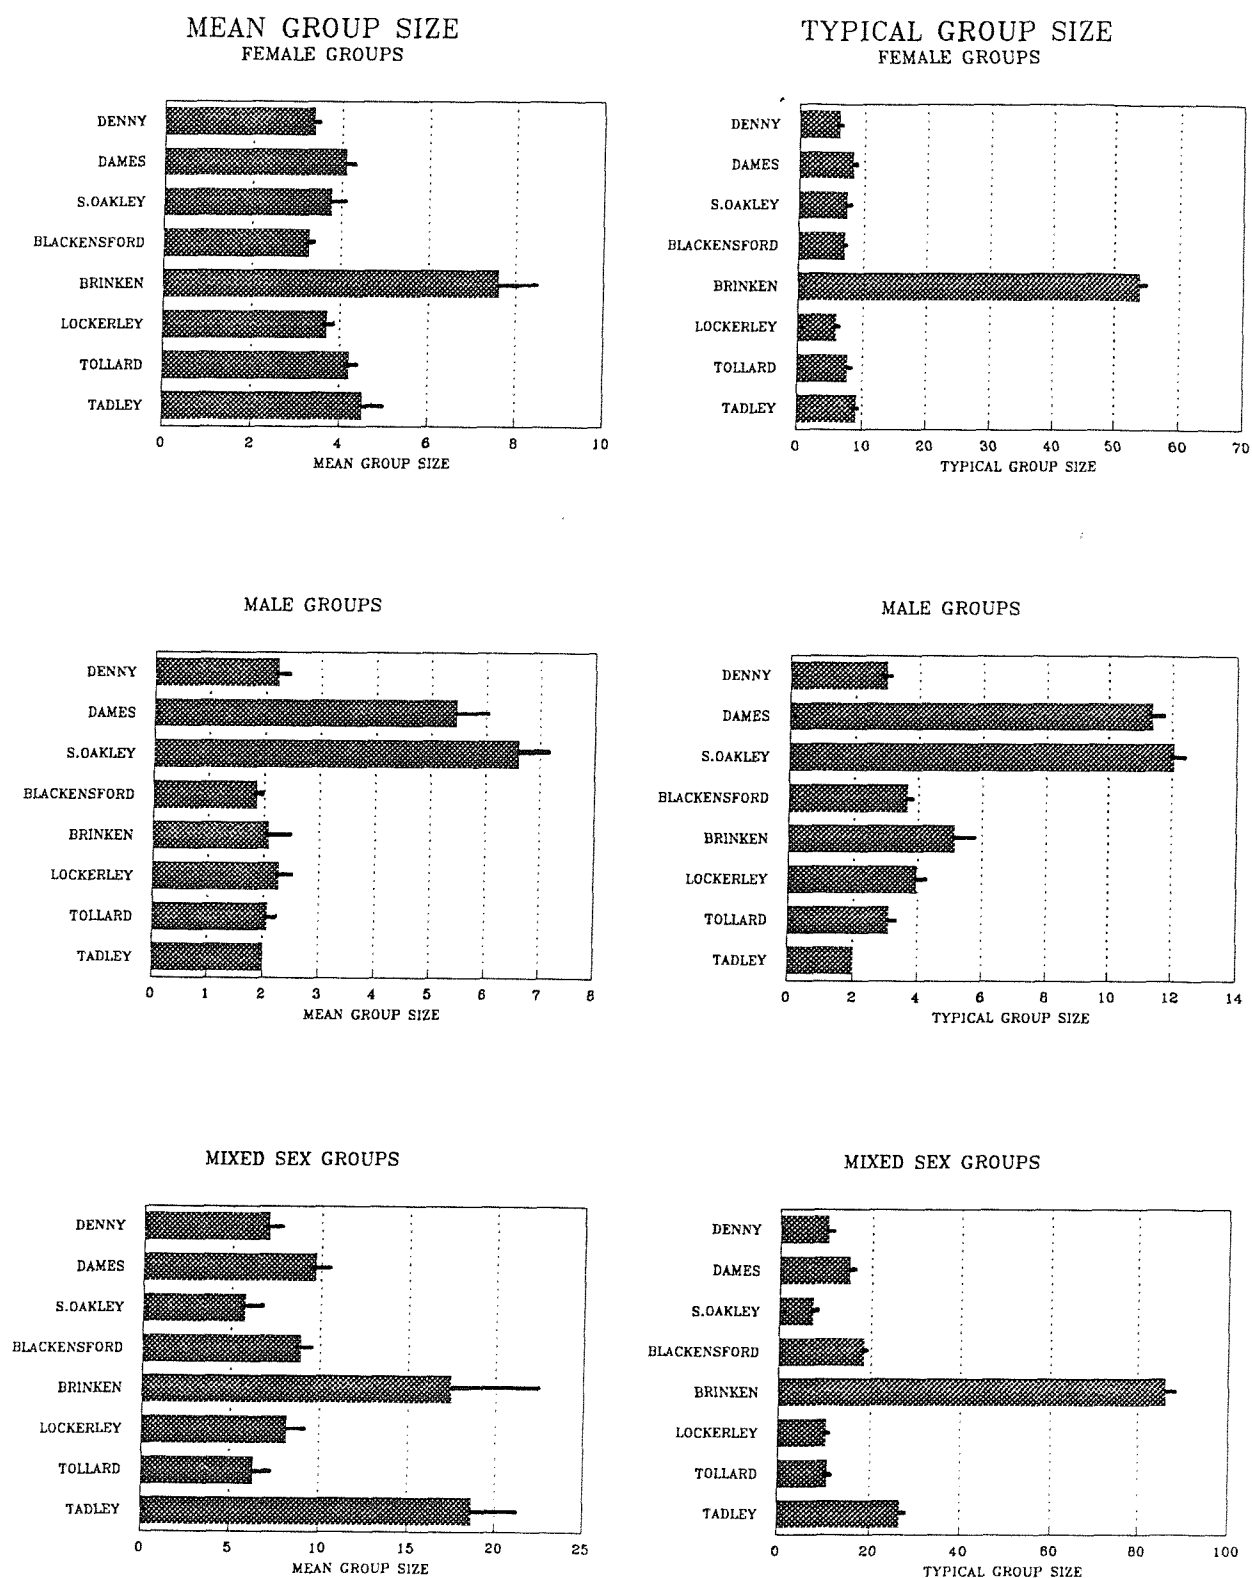 MEAN GROUP SIZE
FEMALE GROUPS
DENNY
DAMES
S.OAKLEY
BLACKENSFORD
BRINKEN
LOCKERLEY
TOLLARD
TADLEY
0 2 4 6 8 10
MEAN GROUP SIZE
TYPICAL GROUP SIZE
FEMALE GROUPS
DENNY
DAMES
S.OAKLEY
BLACKENSFORD
BRINKEN
LOCKERLEY
TOLLARD
TADLEY
0 10 20 30 40 50 60 70
TYPICAL GROUP SIZE
MALE GROUPS
DENNY
DAMES
S.OAKLEY
BLACKENSFORD
BRINKEN
LOCKERLEY
TOLLARD
TADLEY
0 1 2 3 4 5 6 7 8
MEAN GROUP SIZE
MALE GROUPS
DENNY
DAMES
S.OAKLEY
BLACKENSFORD
BRINKEN
LOCKERLEY
TOLLARD
TADLEY
0 2 4 6 8 10 12 14
TYPICAL GROUP SIZE
MIXED SEX GROUPS
DENNY
DAMES
S.OAKLEY
BLACKENSFORD
BRINKEN
LOCKERLEY
TOLLARD
TADLEY
0 5 10 15 20 25
MEAN GROUP SIZE
MIXED SEX GROUPS
DENNY
DAMES
S.OAKLEY
BLACKENSFORD
BRINKEN
LOCKERLEY
TOLLARD
TADLEY
0 20 40 60 80 100
TYPICAL GROUP SIZE